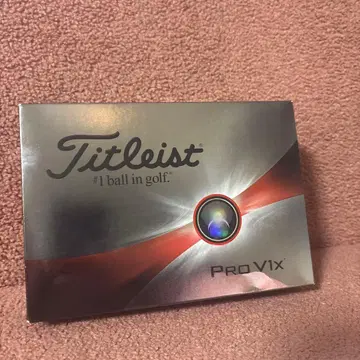 Titleist®
#1 ball in golf.®
PRO V1X